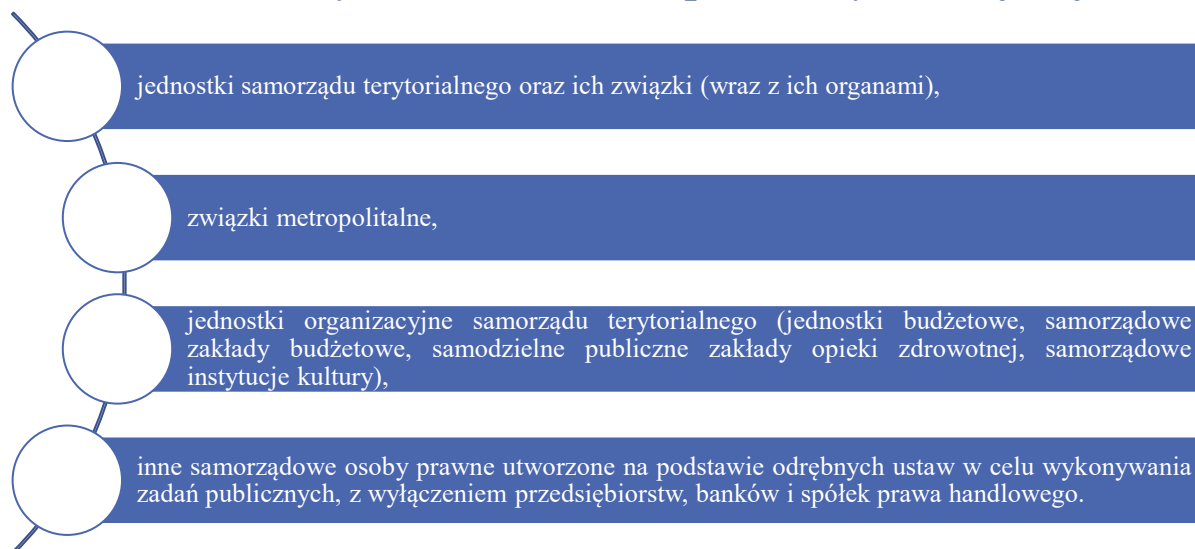 jednostki samorządu terytorialnego oraz ich związki (wraz z ich organami),
związki metropolitalne,
jednostki organizacyjne samorządu terytorialnego (jednostki budżetowe, samorządowe
zakłady budżetowe, samodzielne publiczne zakłady opieki zdrowotnej, samorządowe
instytucje kultury),
inne samorządowe osoby prawne utworzone na podstawie odrębnych ustaw w celu wykonywania
zadań publicznych, z wyłączeniem przedsiębiorstw, banków i spółek prawa handlowego.